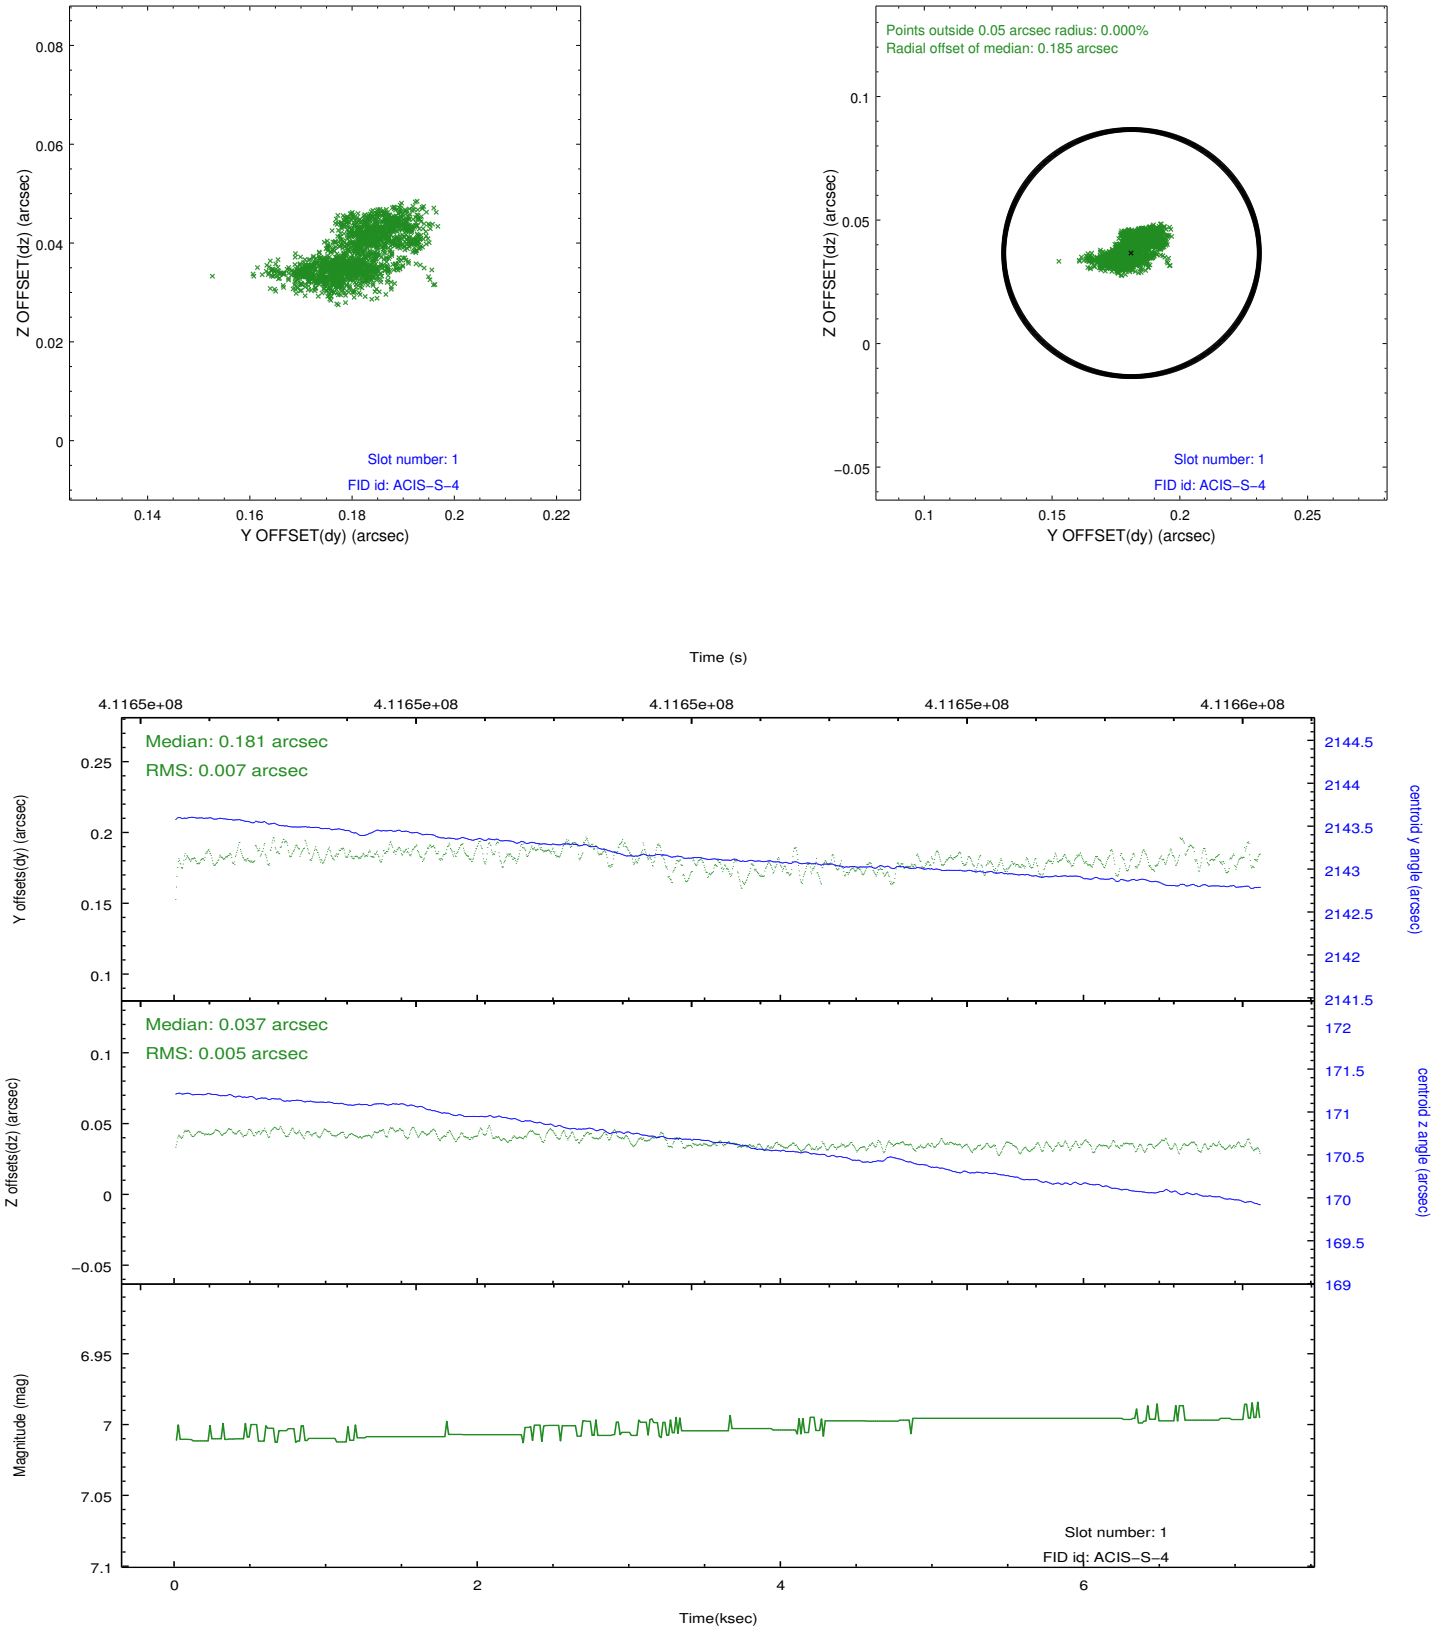 0.08
0.06
0.04
0.02
0
0.14
0.16
0.18
0.2
0.22
Z OFFSET(dz) (arcsec)
Y OFFSET(dy) (arcsec)
Slot number: 1
FID id: ACIS−S−4
Points outside 0.05 arcsec radius: 0.000%
Radial offset of median: 0.185 arcsec
0.1
0.05
0
−0.05
0.1
0.15
0.2
0.25
Z OFFSET(dz) (arcsec)
Y OFFSET(dy) (arcsec)
Slot number: 1
FID id: ACIS−S−4
Time (s)
4.1165e+08
4.1165e+08
4.1165e+08
4.1165e+08
4.1166e+08
Median: 0.181 arcsec
RMS: 0.007 arcsec
0.25
0.2
0.15
0.1
Y offsets(dy) (arcsec)
2144.5
2144
2143.5
2143
2142.5
2142
2141.5
centroid y angle (arcsec)
Median: 0.037 arcsec
RMS: 0.005 arcsec
0.1
0.05
0
−0.05
Z offsets(dz) (arcsec)
172
171.5
171
170.5
170
169.5
169
centroid z angle (arcsec)
6.95
7
7.05
7.1
Magnitude (mag)
Slot number: 1
FID id: ACIS−S−4
0
2
4
6
Time(ksec)